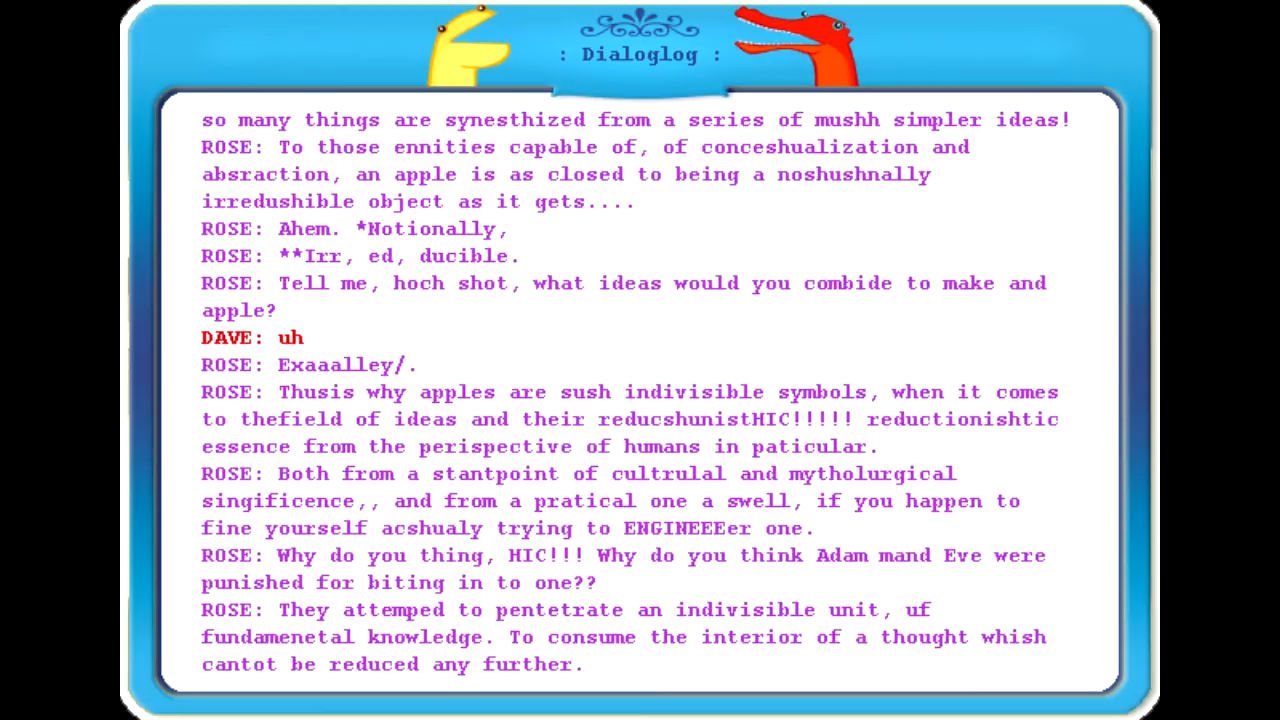 : Dialoglog :
so many things are synesthized from a series of mushh simpler ideas!
ROSE: To those ennities capable of, of conceshualization and
absraction, an apple is as closed to being a noshushnally
irredushible object as it gets....
ROSE: Ahem. *Notionally,
ROSE: **Irr, ed, ducible.
ROSE: Tell me, hoch shot, what ideas would you combide to make and
apple?
DAVE: uh
ROSE: Exaaalley/.
ROSE: Thusis why apples are sush indivisible symbols, when it comes
to thefield of ideas and their reducshunistHIC!!!!! reductionishtic
essence from the perispective of humans in paticular.
ROSE: Both from a stantpoint of cultrulal and mytholurgical
singificence,, and from a pratical one a swell, if you happen to
fine yourself acshualy trying to ENGINEEEer one.
ROSE: Why do you thing, HIC!!! Why do you think Adam mand Eve were
punished for biting in to one??
ROSE: They attemped to pentetrate an indivisible unit, uf
fundamenetal knowledge. To consume the interior of a thought whish
cantot be reduced any further.